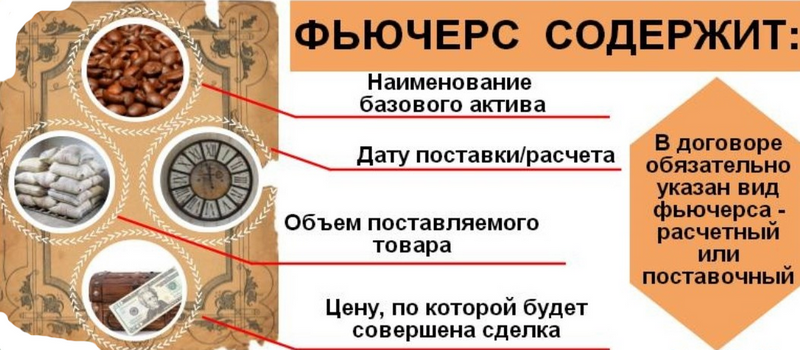 ФЬЮЧЕРС СОДЕРЖИТ:
Наименование
базового актива
Дату поставки/расчета
Объем поставляемого
товара
Цену, по которой будет
совершена сделка
В договоре
обязательно
указан вид
фьючерса -
расчетный
или
поставочный